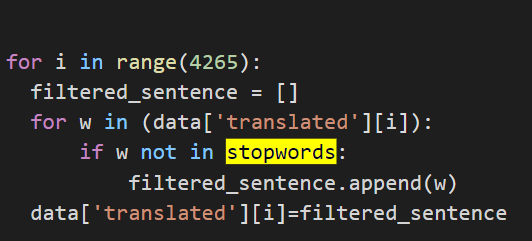 for i in range(4265):
  filtered_sentence = []
  for w in (data['translated'][i]):
      if w not in stopwords:
          filtered_sentence.append(w)
  data['translated'][i]=filtered_sentence